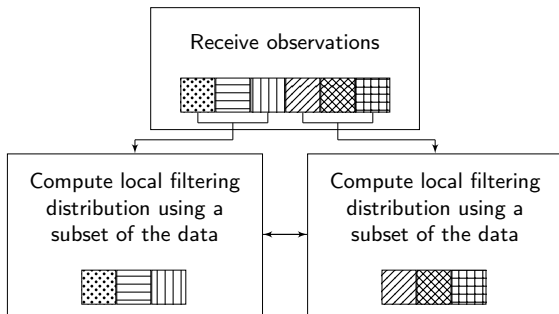 Receive observations
Compute local filtering
distribution using a
subset of the data
Compute local filtering
distribution using a
subset of the data